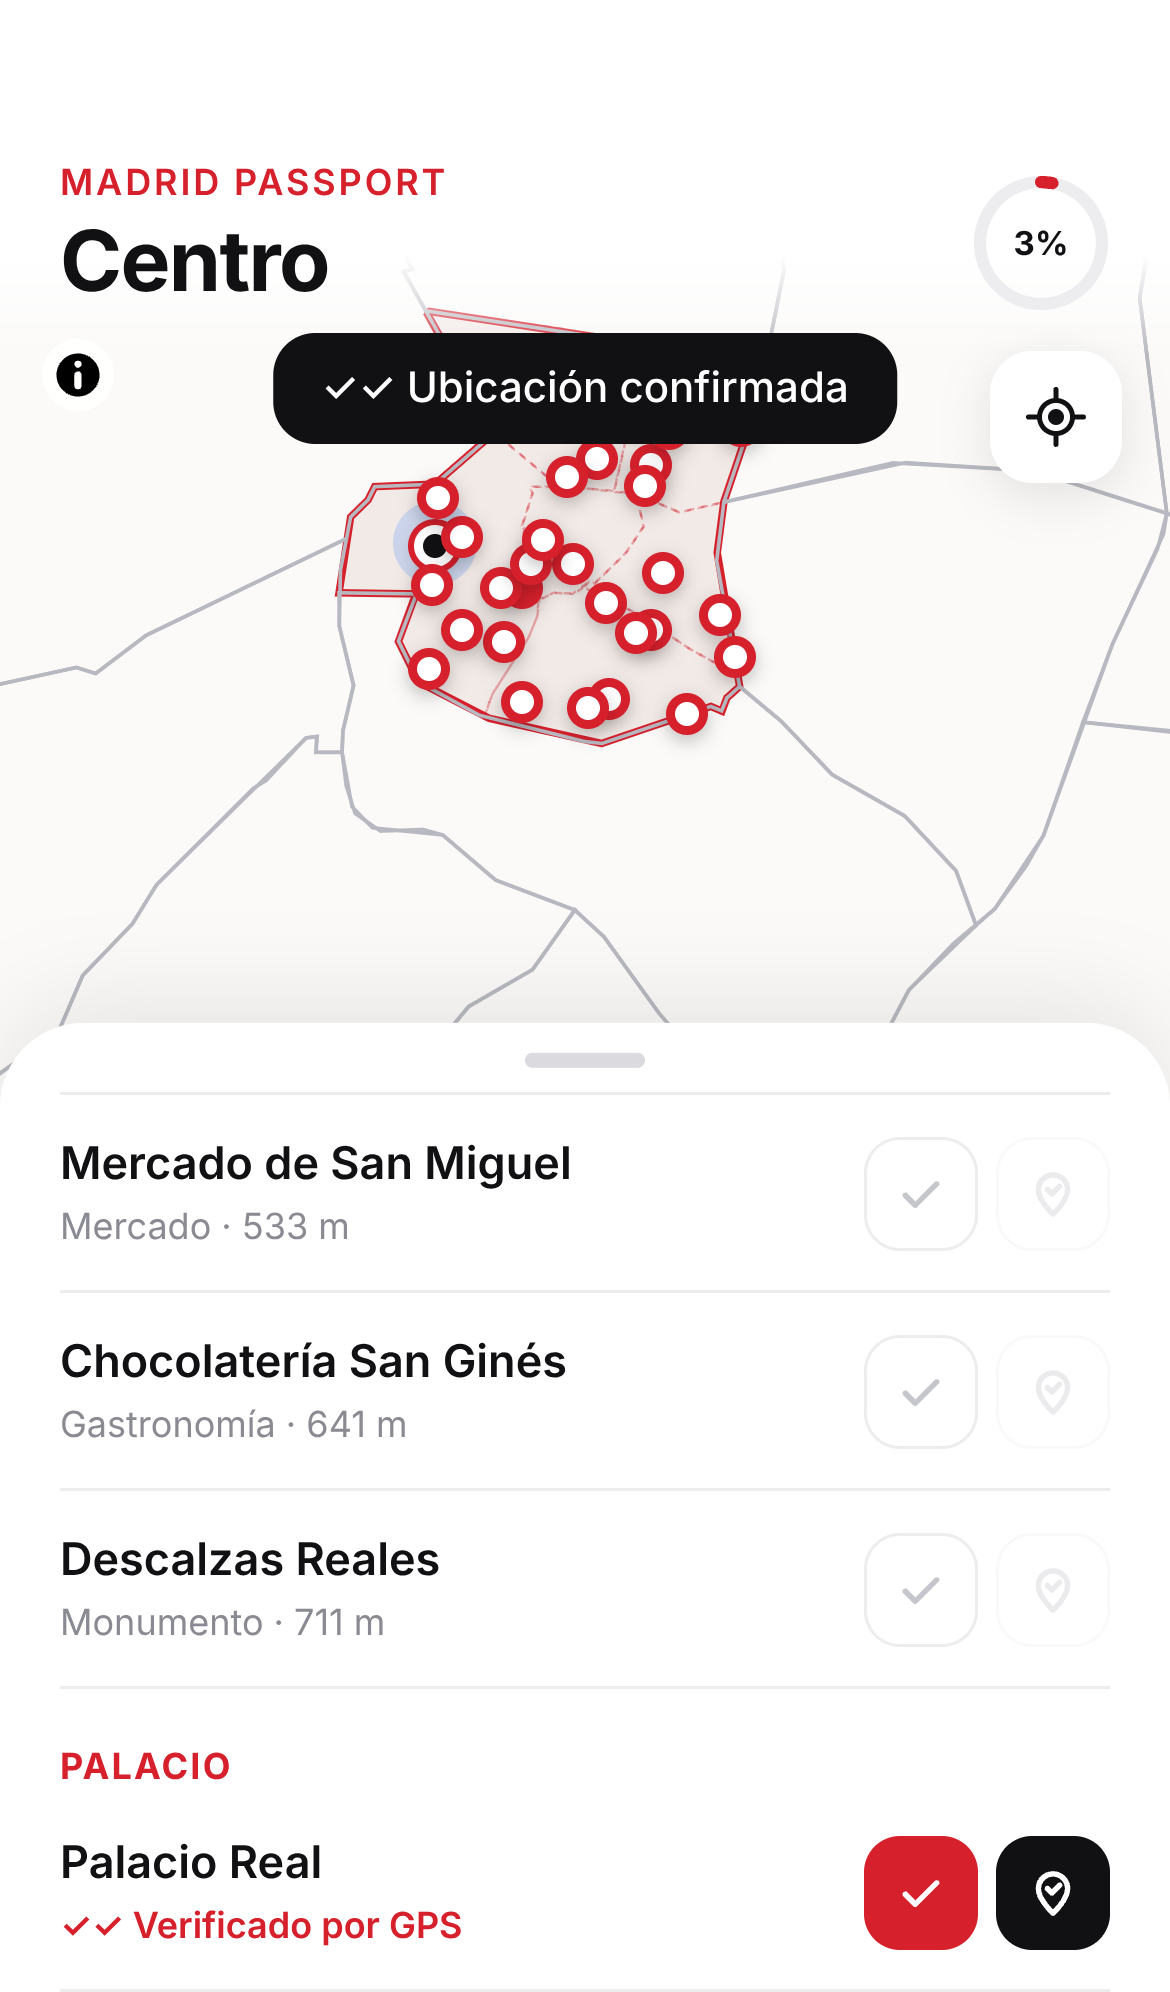 MADRID PASSPORT
Centro
3%
✓✓ Ubicación confirmada
Mercado de San Miguel
Mercado · 533 m
Chocolatería San Ginés
Gastronomía · 641 m
Descalzas Reales
Monumento · 711 m
PALACIO
Palacio Real
✓✓ Verificado por GPS